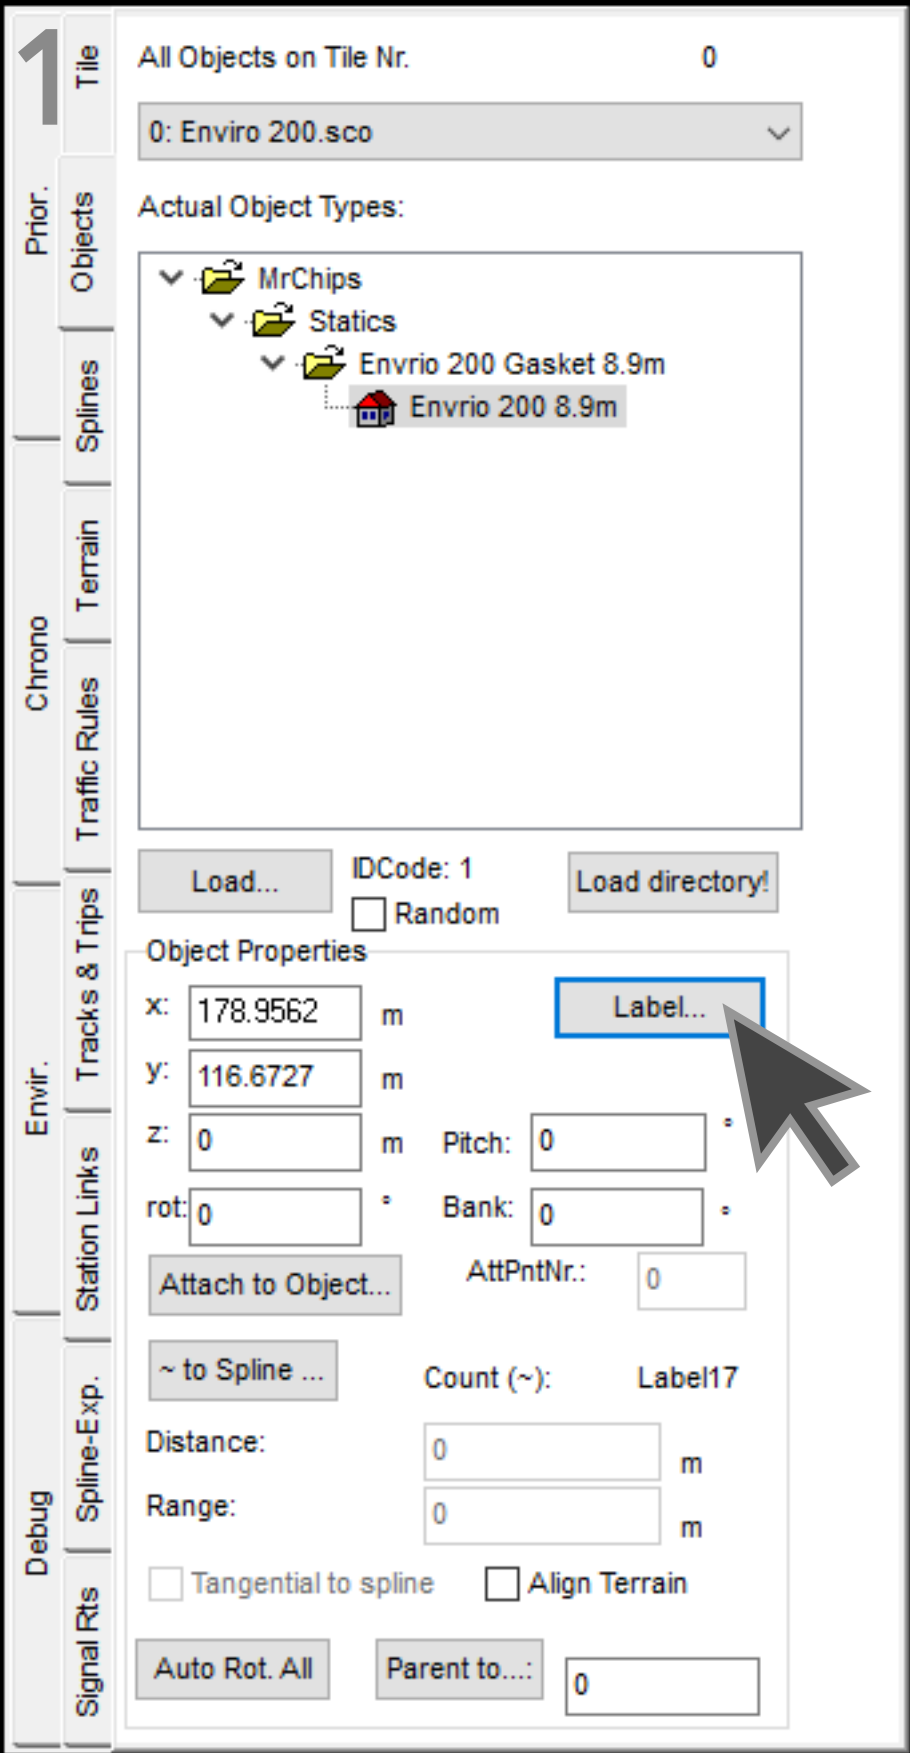 1
Tile
Objects
Splines
Terrain
Traffic Rules
Tracks & Trips
Station Links
Spline-Exp.
Signal Rts
Prior.
Chrono
Envir.
Debug
All Objects on Tile Nr. 0
0: Enviro 200.sco
Actual Object Types:
MrChips
Statics
Envrio 200 Gasket 8.9m
Envrio 200 8.9m
Load... IDCode: 1 Load directory!
Random
Object Properties
x: 178.9562 m Label...
y: 116.6727 m
z: 0 m Pitch: 0 °
rot: 0 ° Bank: 0 °
Attach to Object... AttPntNr.: 0
~ to Spline ... Count (~): Label17
Distance: 0 m
Range: 0 m
Tangential to spline Align Terrain
Auto Rot. All Parent to...: 0